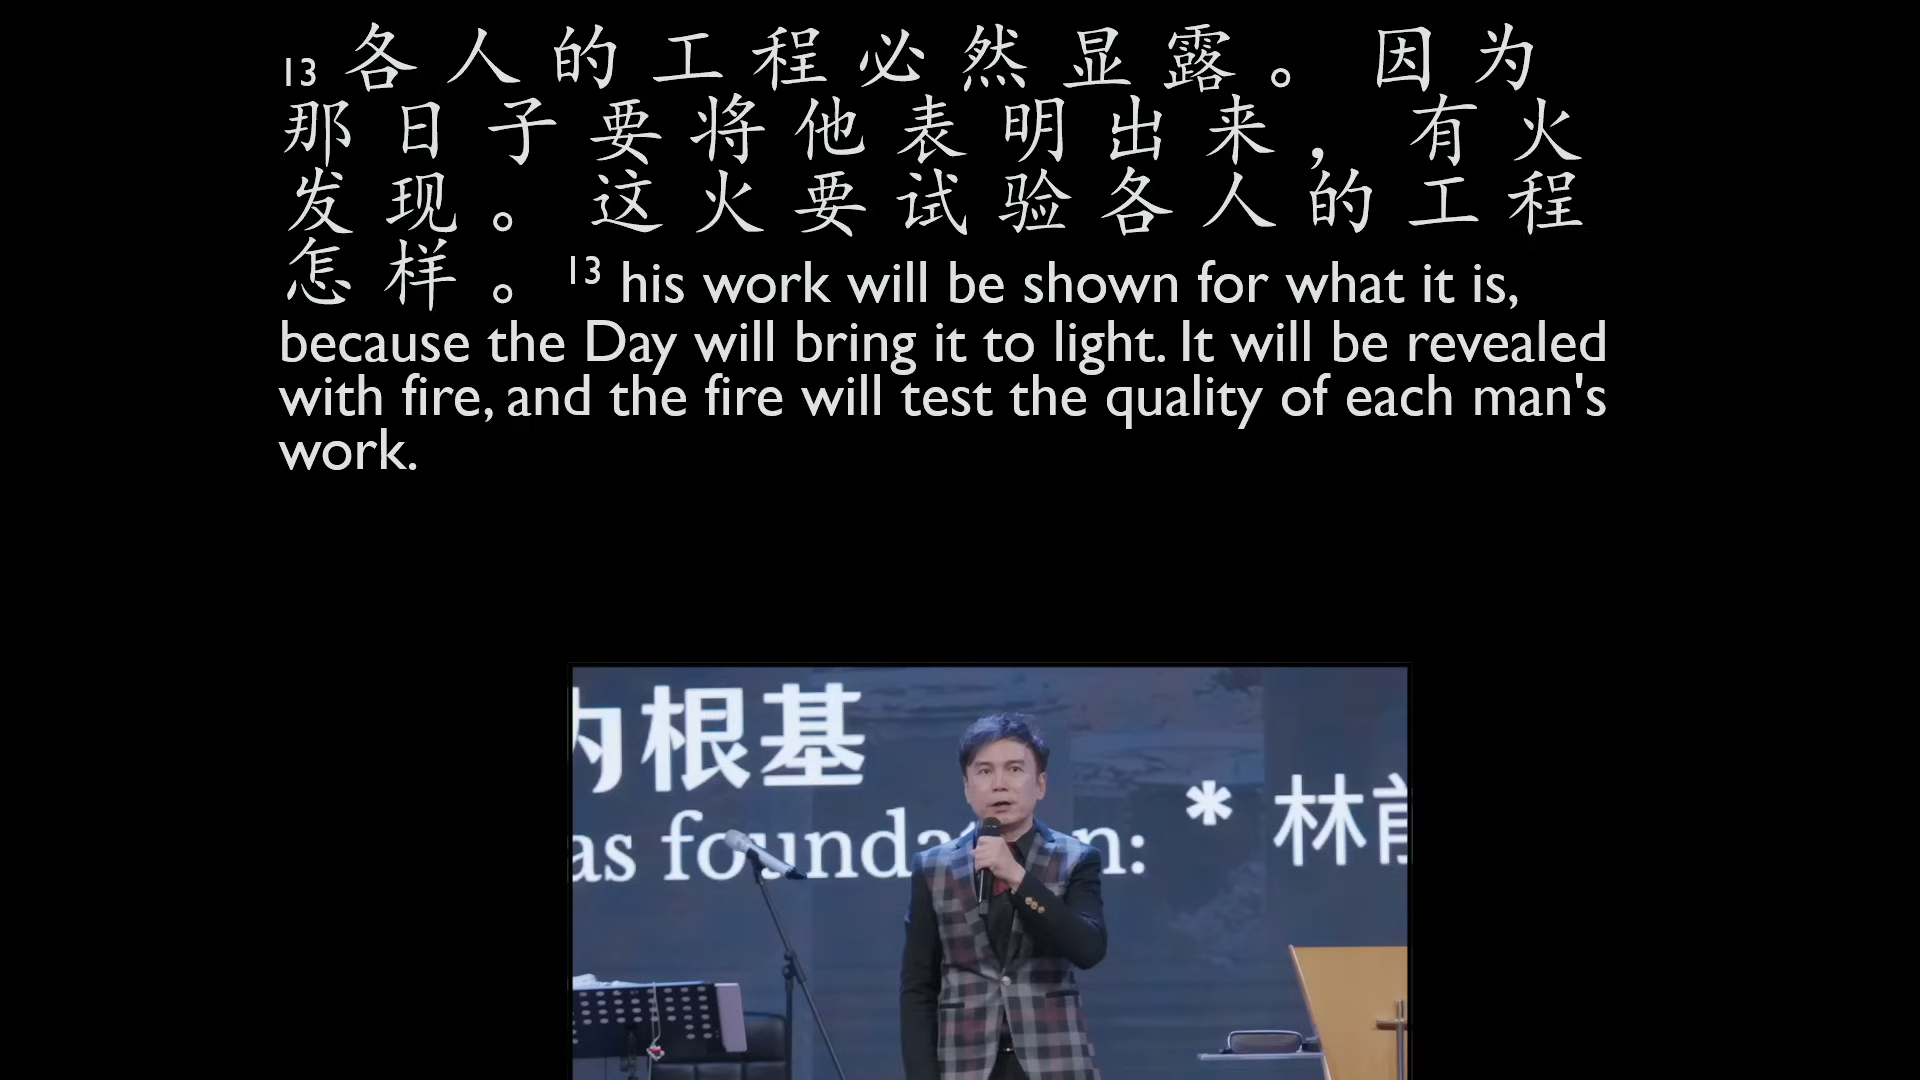 13 各人的工程必然显露。因为
那日子要将他表明出来，有火
发现。这火要试验各人的工程
怎样。13 his work will be shown for what it is,
because the Day will bring it to light. It will be revealed
with fire, and the fire will test the quality of each man's
work.
为根基
as foundation:
* 林前